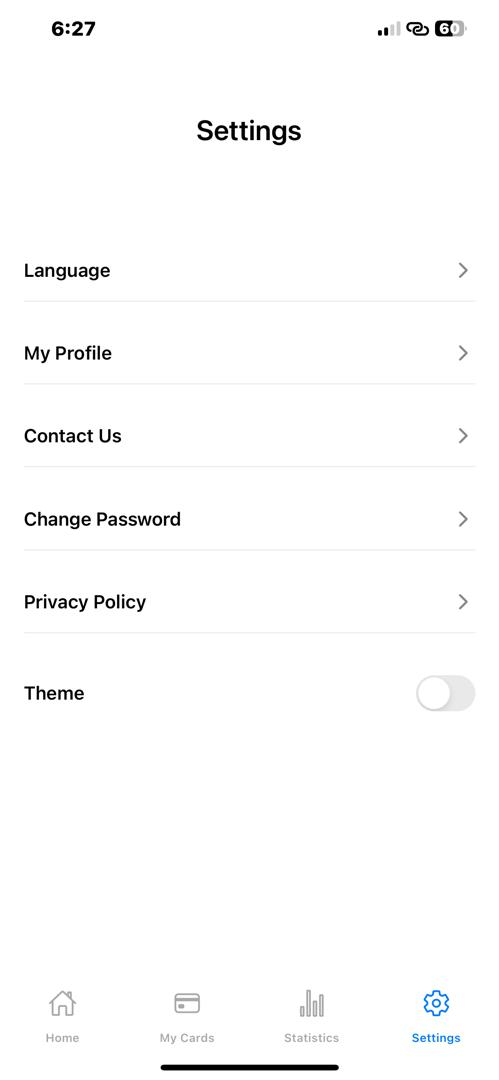 6:27
60
Settings
Language
My Profile
Contact Us
Change Password
Privacy Policy
Theme
Home
My Cards
Statistics
Settings